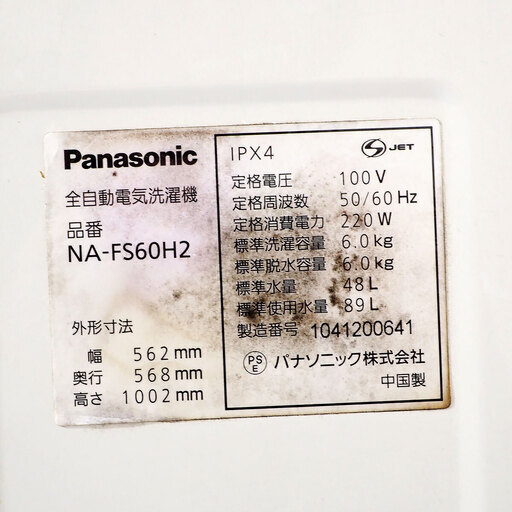 Panasonic
全自動電気洗濯機
品番
NA-FS60H2
外形寸法
幅 562mm
奥行 568mm
高さ 1002mm
IPX4 S JET
定格電圧 100V
定格周波数 50/60Hz
定格消費電力 220W
標準洗濯容量 6.0kg
標準脱水容量 6.0kg
標準水量 48L
標準使用水量 89L
製造番号 1041200641
PSE パナソニック株式会社
中国製